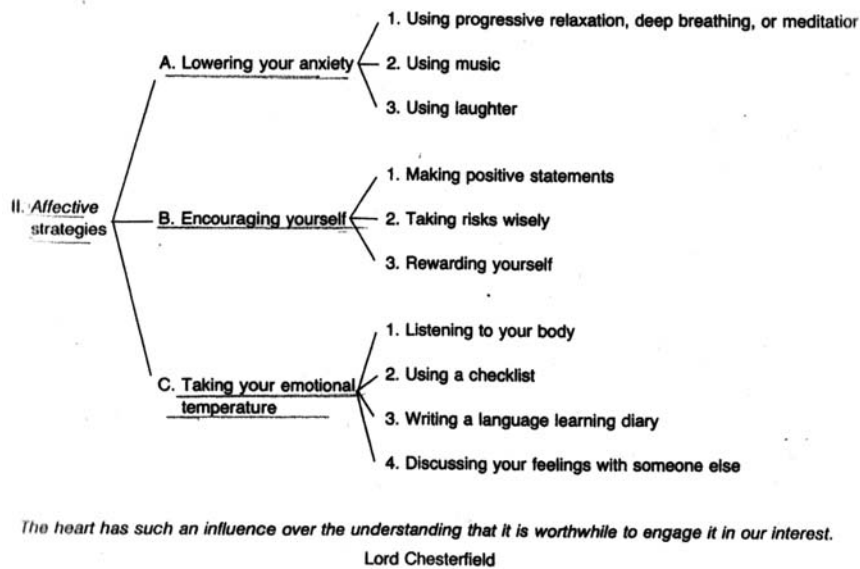 1. Using progressive relaxation, deep breathing, or meditation
A. Lowering your anxiety
2. Using music
3. Using laughter
1. Making positive statements
II. Affective
strategies
B. Encouraging yourself
2. Taking risks wisely
3. Rewarding yourself
1. Listening to your body
C. Taking your emotional
temperature
2. Using a checklist
3. Writing a language learning diary
4. Discussing your feelings with someone else
The heart has such an influence over the understanding that it is worthwhile to engage it in our interest.
Lord Chesterfield